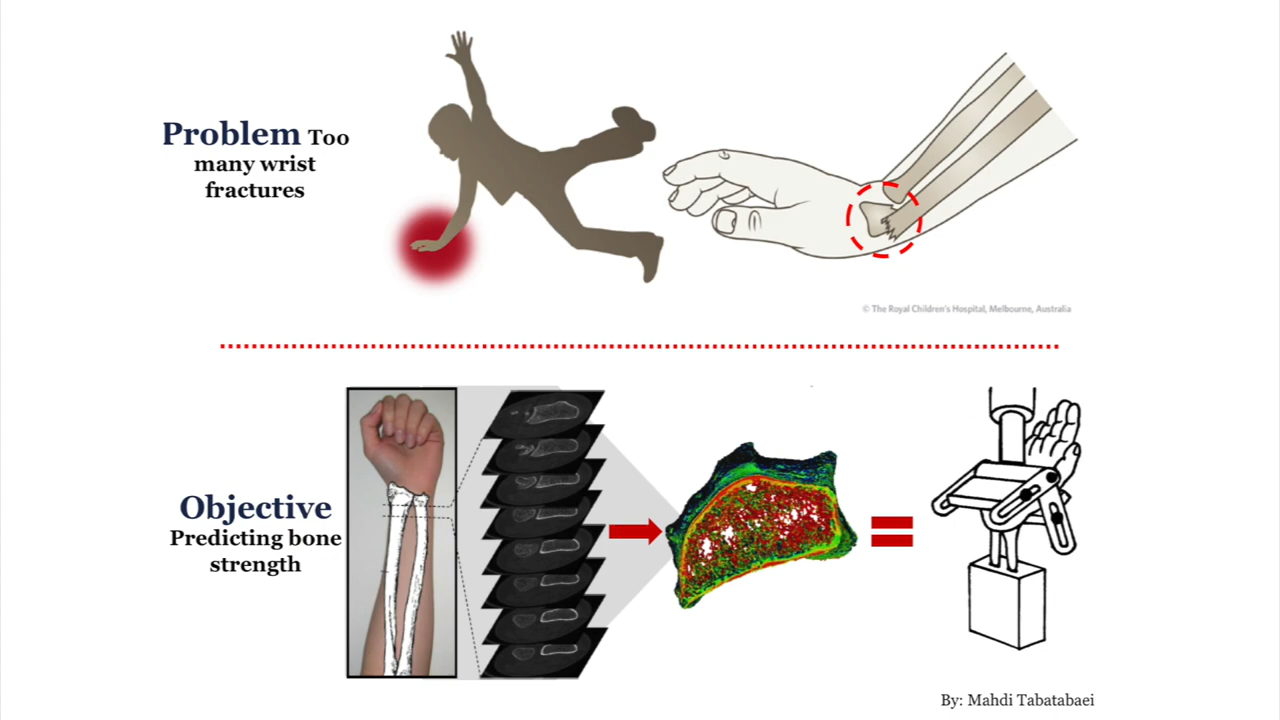 Problem Too
many wrist
fractures
© The Royal Children's Hospital, Melbourne, Australia
Objective
Predicting bone
strength
By: Mahdi Tabatabaei